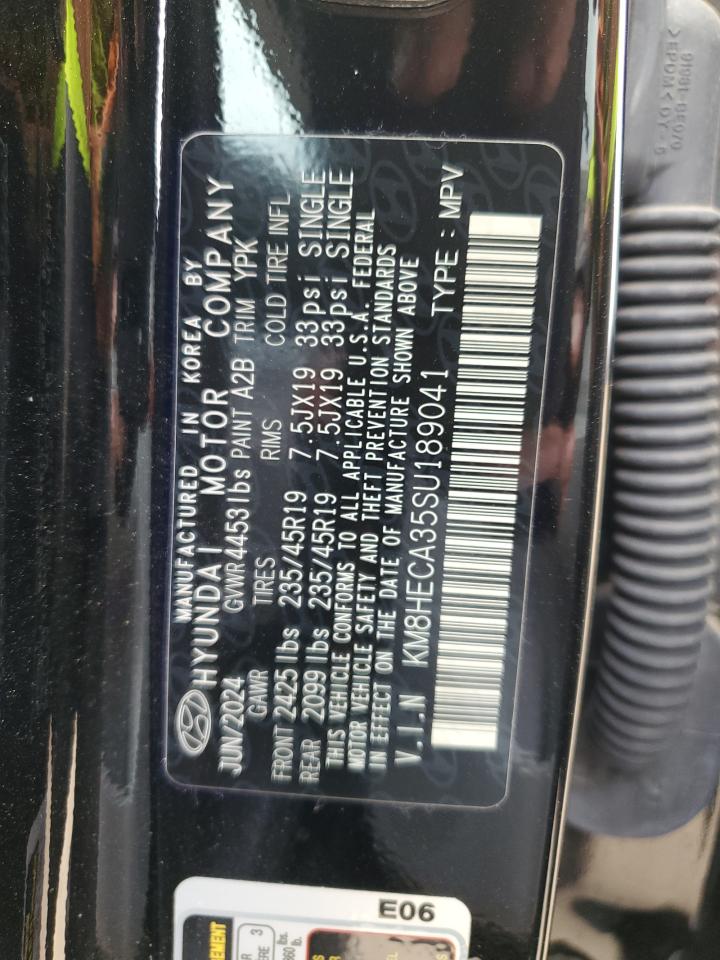 MANUFACTURED IN KOREA BY
HYUNDAI MOTOR COMPANY
JUN/2024 GVWR 4453lbs PAINT A2B TRIM YPK
GAWR TIRES RIMS COLD TIRE INFL
FRONT 2425 lbs 235/45R19 7.5JX19 33psi SINGLE
REAR 2099 lbs 235/45R19 7.5JX19 33psi SINGLE
THIS VEHICLE CONFORMS TO ALL APPLICABLE U.S.A. FEDERAL
MOTOR VEHICLE SAFETY AND THEFT PREVENTION STANDARDS
IN EFFECT ON THE DATE OF MANUFACTURE SHOWN ABOVE
V.I.N KM8HECA35SU189041 TYPE : MPV
>EPDM<
E06